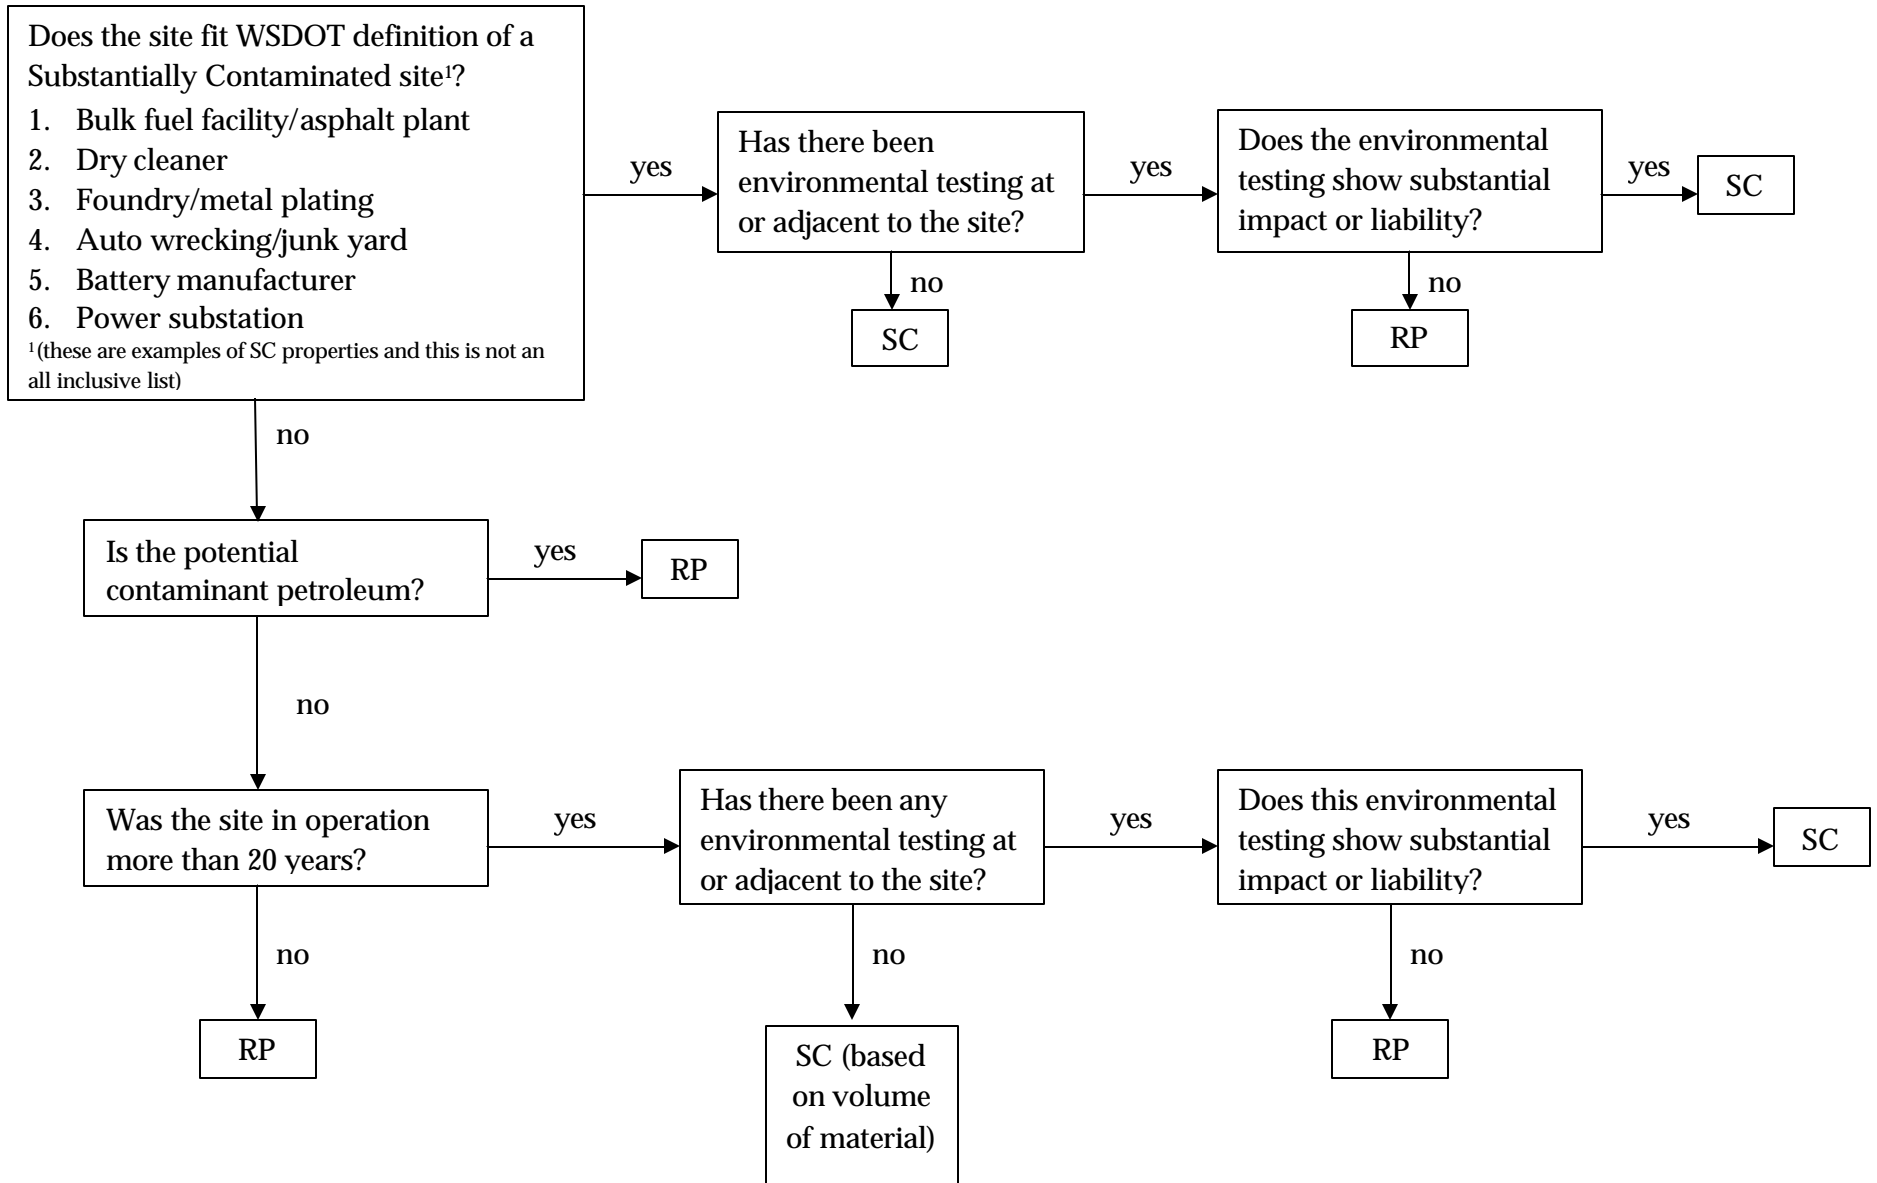 Does the site fit WSDOT definition of a
Substantially Contaminated site¹?
1. Bulk fuel facility/asphalt plant
2. Dry cleaner
3. Foundry/metal plating
4. Auto wrecking/junk yard
5. Battery manufacturer
6. Power substation
¹(these are examples of SC properties and this is not an
all inclusive list)
yes
Has there been
environmental testing at
or adjacent to the site?
yes
Does the environmental
testing show substantial
impact or liability?
yes
SC
no
SC
no
RP
no
Is the potential
contaminant petroleum?
yes
RP
no
Was the site in operation
more than 20 years?
yes
Has there been any
environmental testing at
or adjacent to the site?
yes
Does this environmental
testing show substantial
impact or liability?
yes
SC
no
RP
no
SC (based
on volume
of material)
no
RP